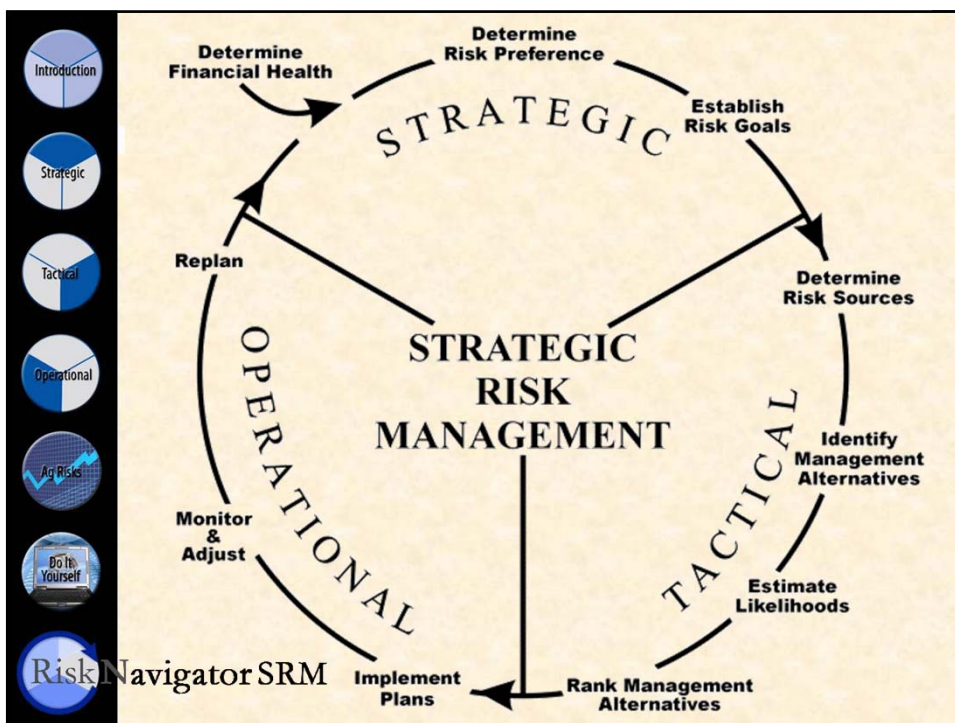 Introduction
Strategic
Tactical
Operational
Ag Risks
Do It
Yourself
Risk Navigator SRM
Determine
Financial Health
Determine
Risk Preference
Establish
Risk Goals
STRATEGIC
Determine
Risk Sources
Identify
Management
Alternatives
Estimate
Likelihoods
Rank Management
Alternatives
TACTICAL
Implement
Plans
Monitor
&
Adjust
Replan
OPERATIONAL
STRATEGIC
RISK
MANAGEMENT